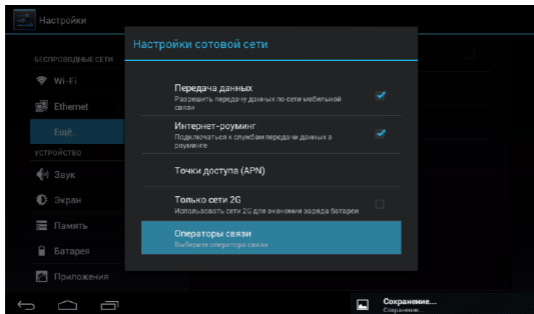 Настройки
Настройки сотовой сети
БЕСПРОВОДНЫЕ СЕТИ
Wi-Fi
Ethernet
Ещё...
УСТРОЙСТВО
Звук
Экран
Память
Батарея
Приложения
Передача данных
Разрешить передачу данных по сети мобильной
связи
Интернет-роуминг
Подключаться к службам передачи данных в
роуминге
Точки доступа (APN)
Только сети 2G
Использовать сети 2G для экономии заряда батареи
Операторы связи
Выберите оператора связи
Сохранение...
Сохранение...